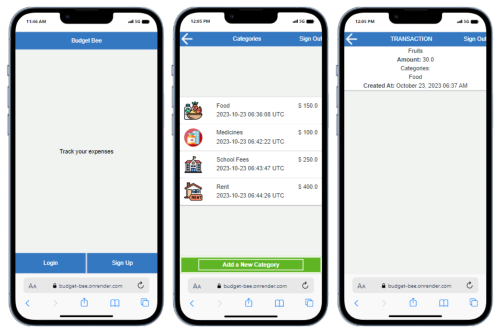 11:46 AM
5G
Budget Bee
Track your expenses
Login
Sign Up
AA
budget-bee.onrender.com
12:05 PM
5G
Categories
Sign Out
Food
$ 150.0
2023-10-23 06:36:08 UTC
Medicines
$ 100.0
2023-10-23 06:42:22 UTC
School Fees
$ 250.0
2023-10-23 06:43:47 UTC
Rent
$ 400.0
2023-10-23 06:44:26 UTC
Add a New Category
AA
budget-bee.onrender.com
12:05 PM
5G
TRANSACTION
Sign Out
Fruits
Amount: 30.0
Categories:
Food
Created At: October 23, 2023 06:37 AM
AA
budget-bee.onrender.com